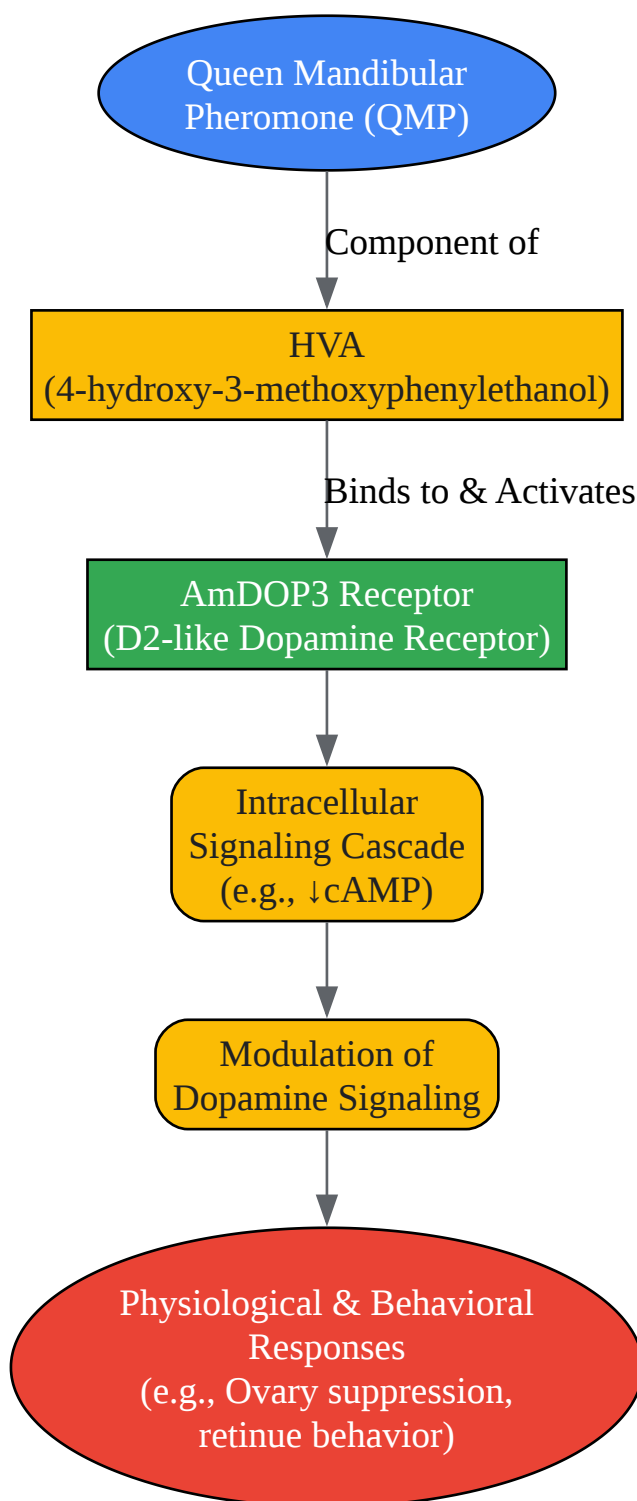 Queen Mandibular
Pheromone (QMP)
Component of
HVA
(4-hydroxy-3-methoxyphenylethanol)
Binds to & Activates
AmDOP3 Receptor
(D2-like Dopamine Receptor)
Intracellular
Signaling Cascade
(e.g., ↓cAMP)
Modulation of
Dopamine Signaling
Physiological & Behavioral
Responses
(e.g., Ovary suppression,
retinue behavior)